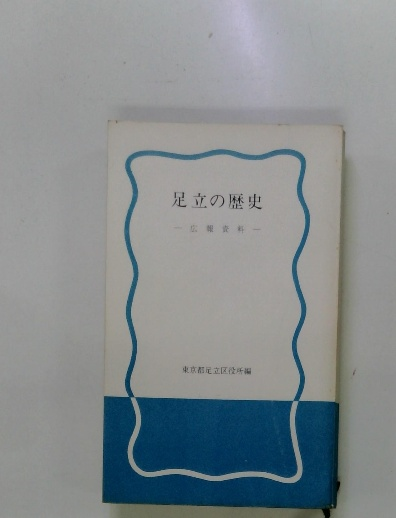 足立の歴史
― 広報資料 ―
東京都足立区役所編